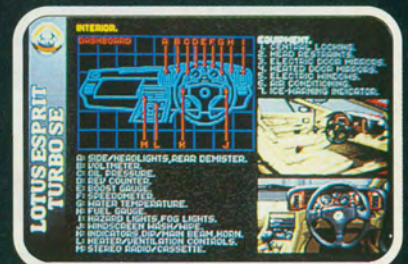 LOTUS ESPRIT
TURBO SE
INTERIOR.
DASHBOARD
A B C D E F G H I
M L K J
A: SIDE/HEADLIGHTS, REAR DEMISTER.
B: VOLTMETER.
C: OIL PRESSURE.
D: REV COUNTER.
E: BOOST GAUGE.
F: SPEEDOMETER.
G: WATER TEMPERATURE.
H: FUEL GAUGE.
I: HAZARD LIGHTS, FOG LIGHTS.
J: WINDSCREEN WASH/WIPE.
K: INDICATORS, DIP/MAIN BEAM, HORN.
L: HEATER/VENTILATION CONTROLS.
M: STEREO RADIO/CASSETTE.
EQUIPMENT.
1. CENTRAL LOCKING.
2. HEAD RESTRAINTS.
3. ELECTRIC DOOR MIRRORS.
4. HEATED DOOR MIRRORS.
5. ELECTRIC WINDOWS.
6. AIR CONDITIONING.
7. ICE-WARNING INDICATOR.